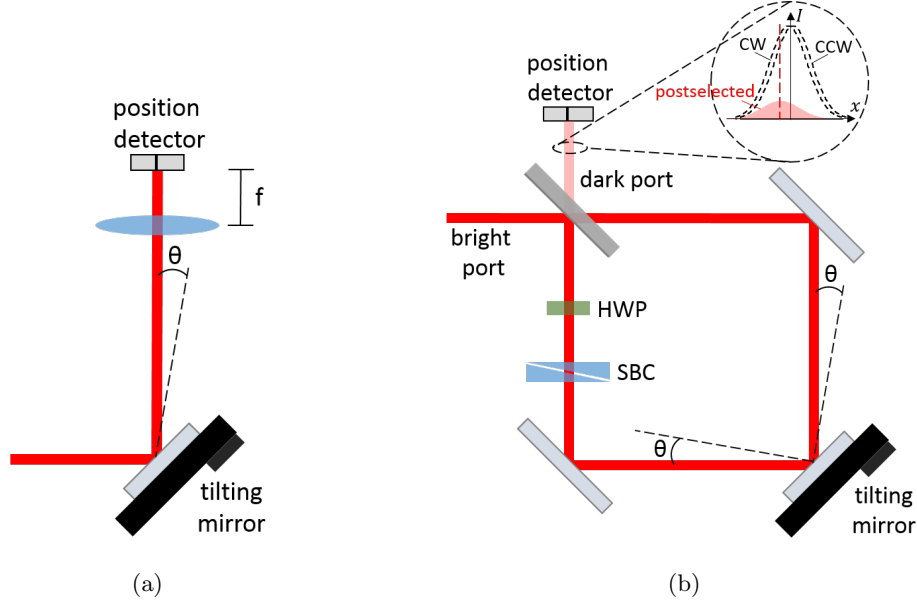 position
detector
f
θ
tilting
mirror
(a)
I
CW
CCW
postselected
x
position
detector
dark port
bright
port
θ
HWP
SBC
θ
tilting
mirror
(b)